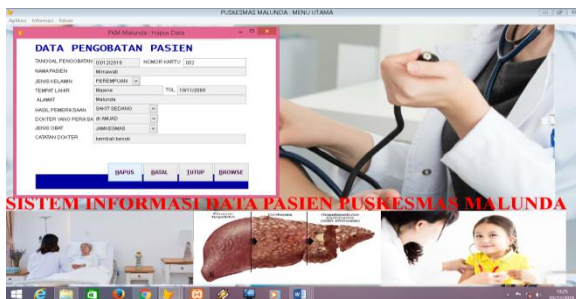 PUSKESMAS MALUNDA : MENU UTAMA
Aplikasi Informasi Keluar
PKM Malunda : Hapus Data
DATA PENGOBATAN PASIEN
TANGGAL PENGOBATAN 03/12/2019 NOMOR KARTU 002
NAMA PASIEN Mirnawati
JENIS KELAMIN PEREMPUAN
TEMPAT LAHIR Majene TGL 10/11/2000
ALAMAT Malunda
HASIL PEMERIKSAAN SAKIT SEDANG
DOKTER YANG PERIKSA dr AMJAD
JENIS OBAT JAMKESMAS
CATATAN DOKTER kembali besok
HAPUS BATAL TUTUP BROWSE
SISTEM INFORMASI DATA PASIEN PUSKESMAS MALUNDA